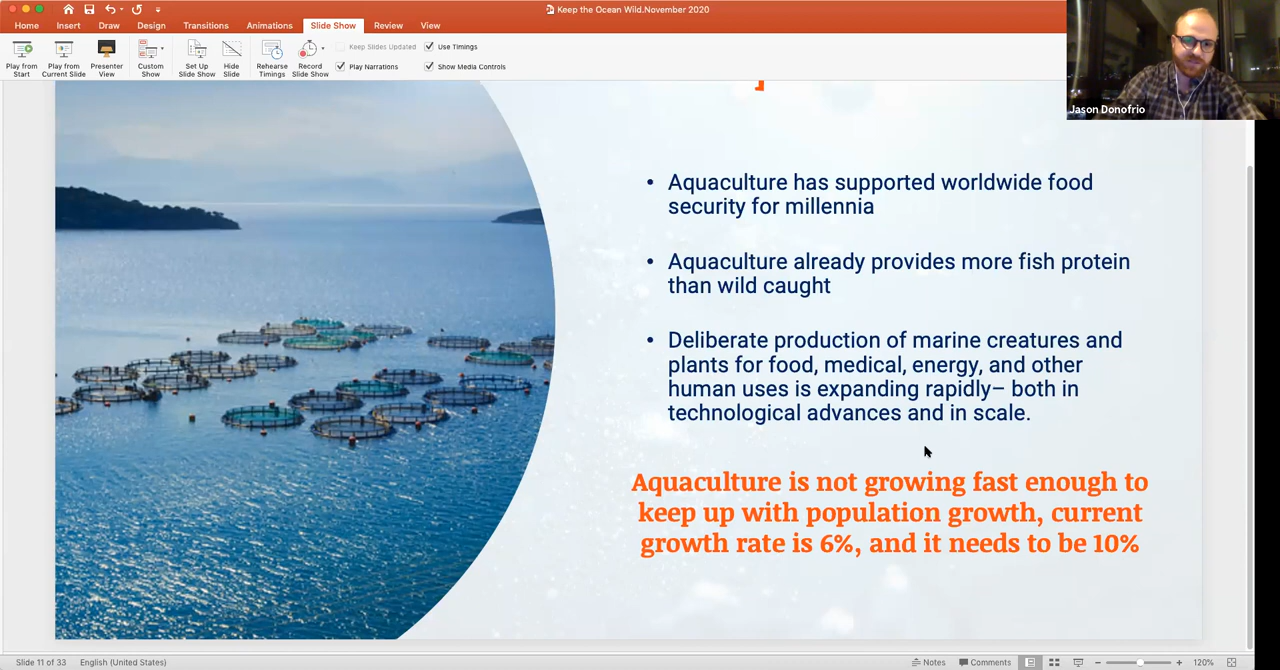 Keep the Ocean Wild.November 2020
Home Insert Draw Design Transitions Animations Slide Show Review View
Play from Start
Play from Current Slide
Presenter View
Custom Show
Set Up Slide Show
Hide Slide
Rehearse Timings
Record Slide Show
Keep Slides Updated
Use Timings
Play Narrations
Show Media Controls
Jason Donofrio
• Aquaculture has supported worldwide food
security for millennia
• Aquaculture already provides more fish protein
than wild caught
• Deliberate production of marine creatures and
plants for food, medical, energy, and other
human uses is expanding rapidly– both in
technological advances and in scale.
Aquaculture is not growing fast enough to
keep up with population growth, current
growth rate is 6%, and it needs to be 10%
Slide 11 of 33 English (United States) Notes Comments 120%